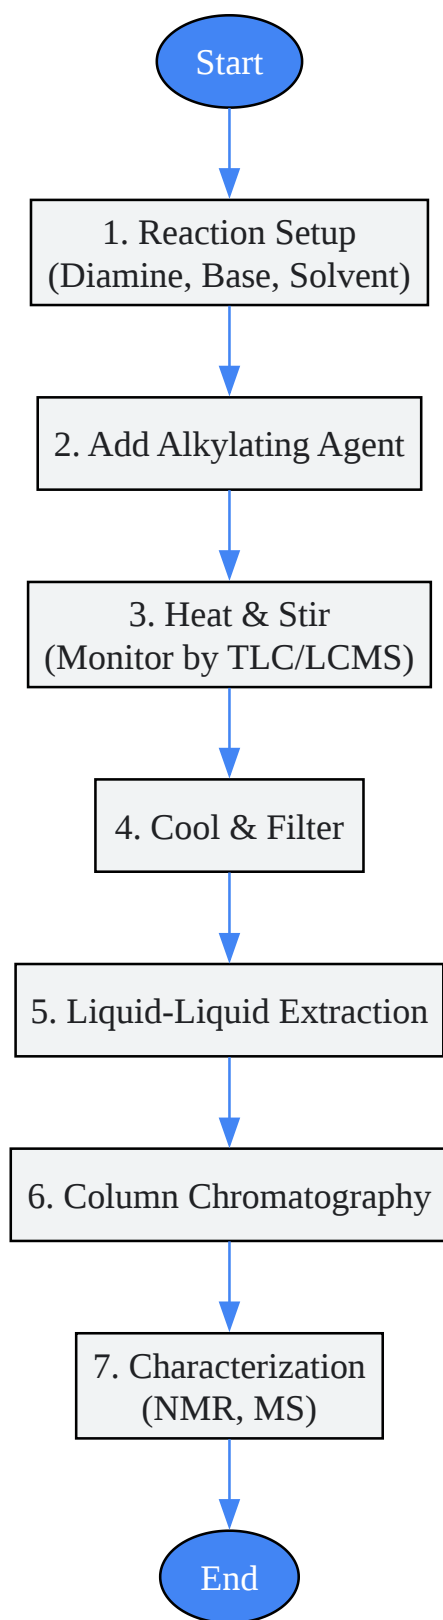 Start
1. Reaction Setup
(Diamine, Base, Solvent)
2. Add Alkylating Agent
3. Heat & Stir
(Monitor by TLC/LCMS)
4. Cool & Filter
5. Liquid-Liquid Extraction
6. Column Chromatography
7. Characterization
(NMR, MS)
End